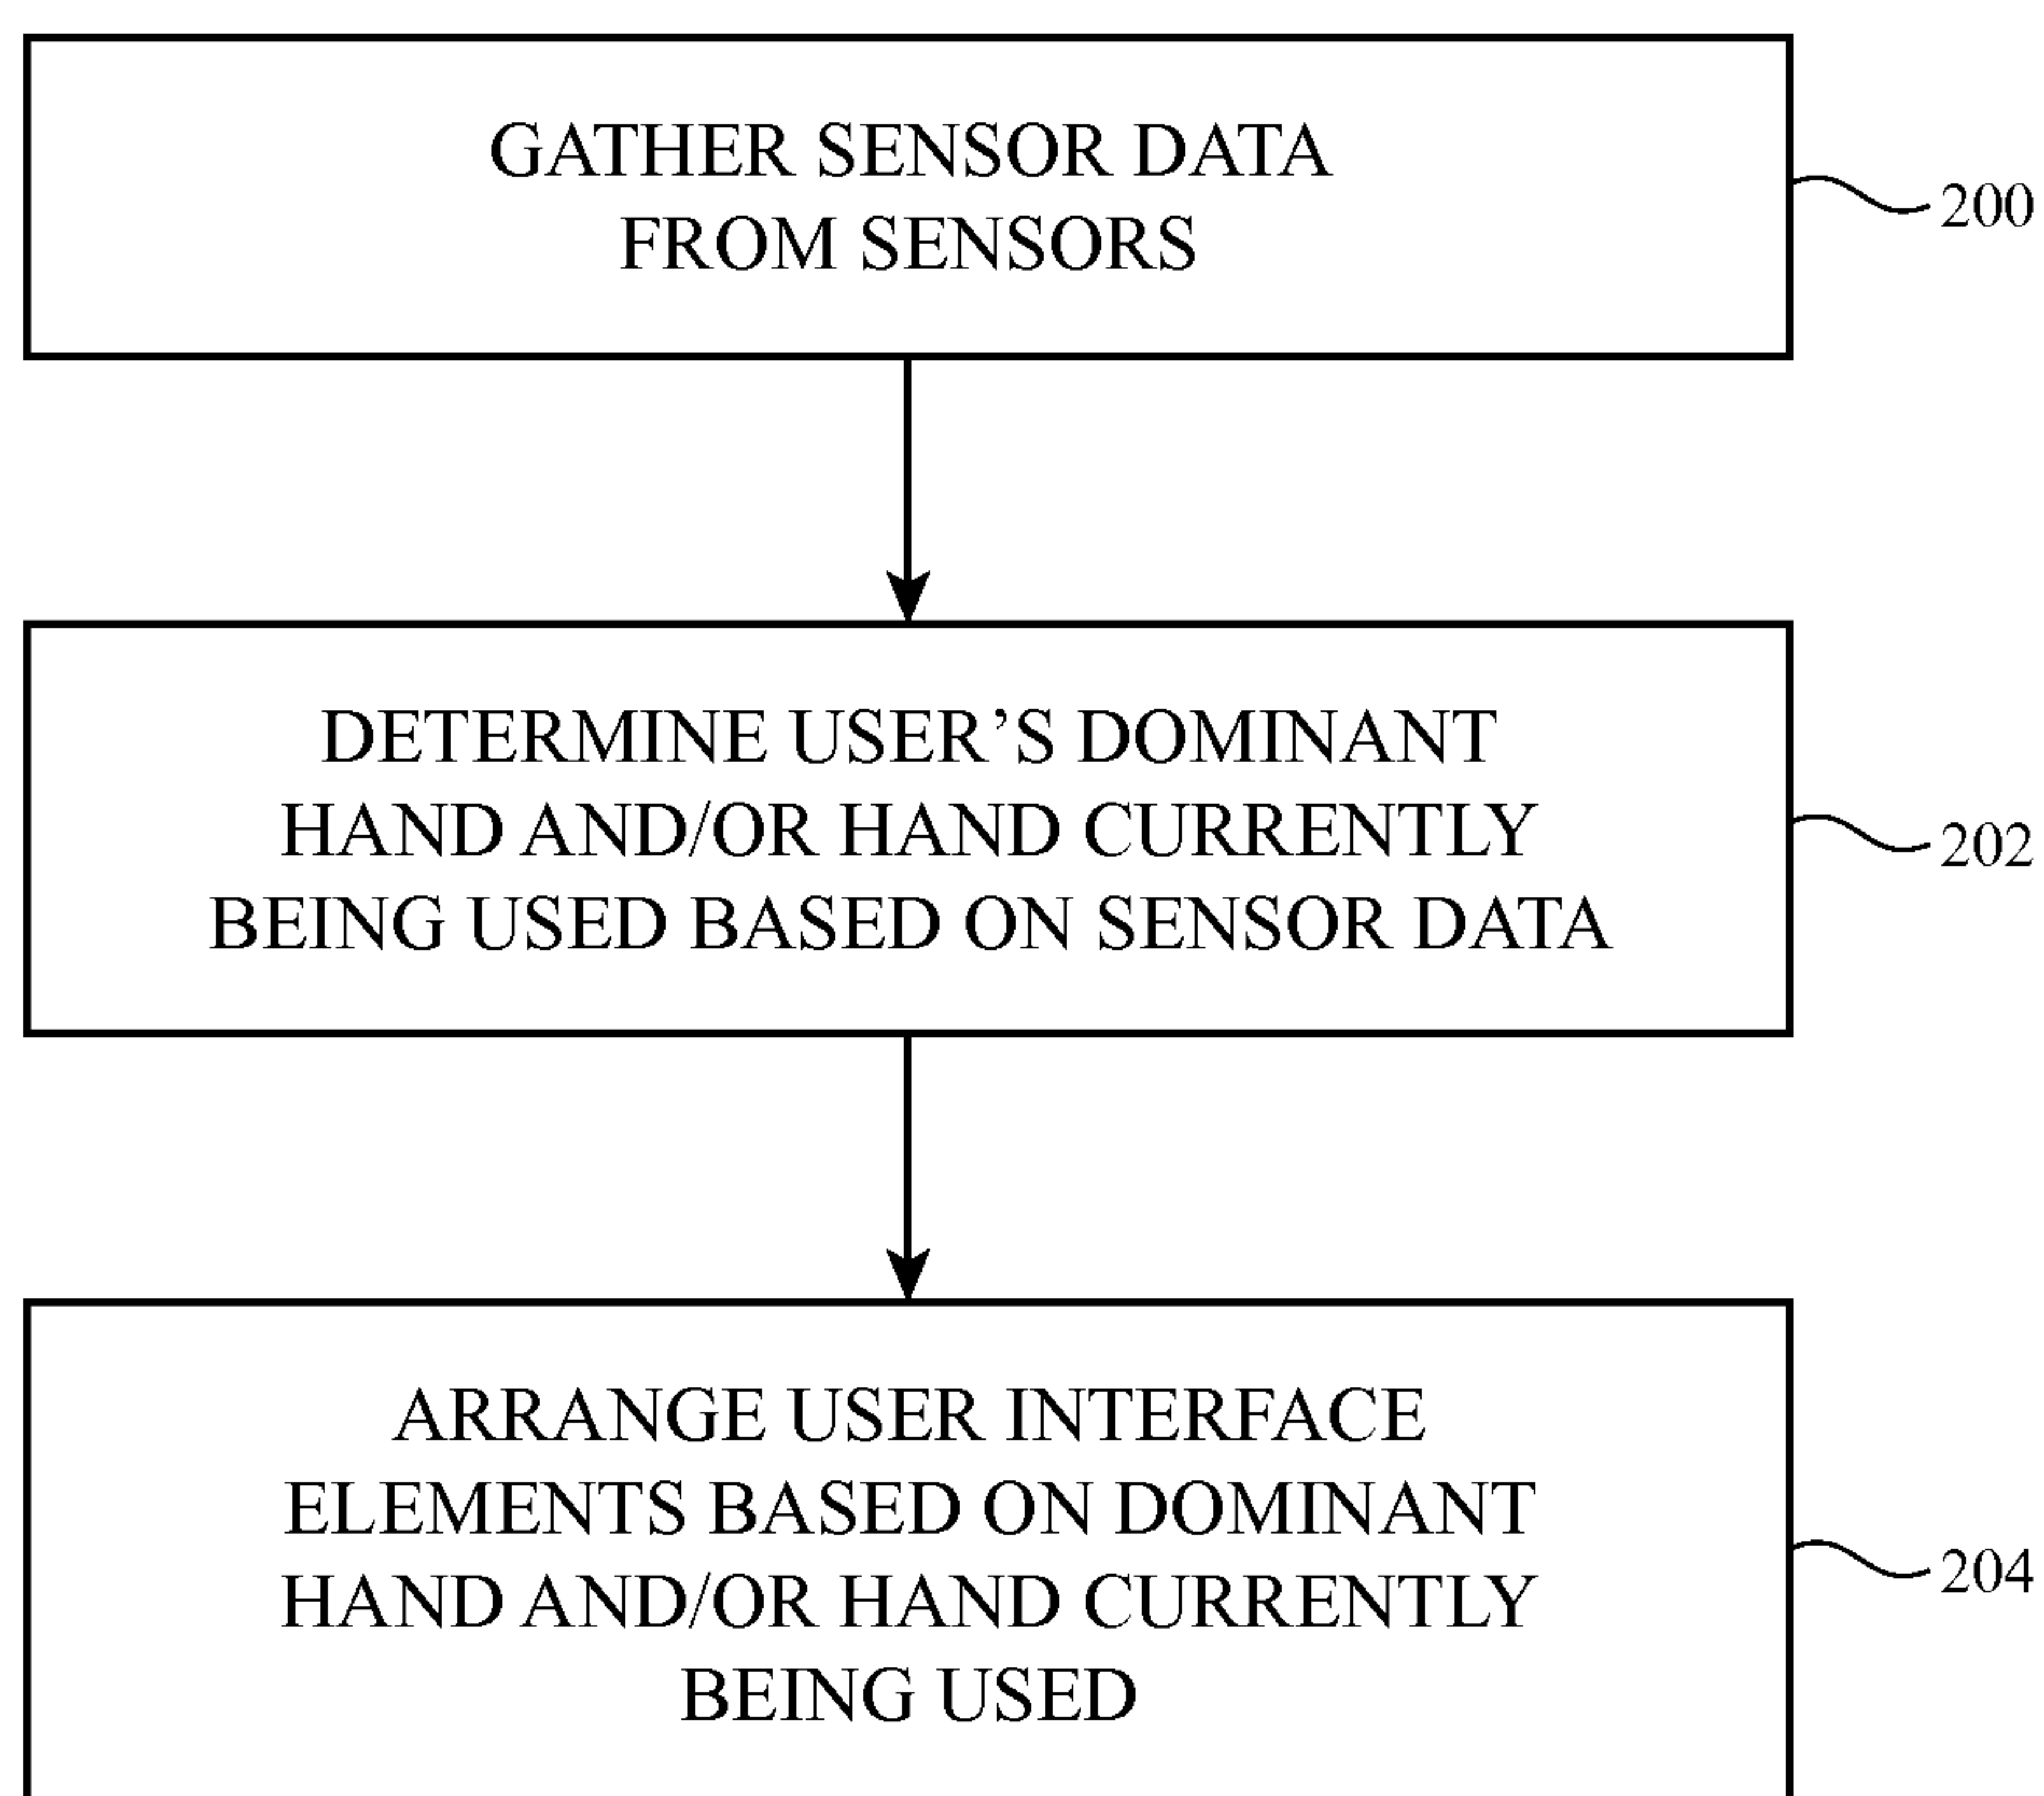 GATHER SENSOR DATA
FROM SENSORS
200
DETERMINE USER’S DOMINANT
HAND AND/OR HAND CURRENTLY
BEING USED BASED ON SENSOR DATA
202
ARRANGE USER INTERFACE
ELEMENTS BASED ON DOMINANT
HAND AND/OR HAND CURRENTLY
BEING USED
204